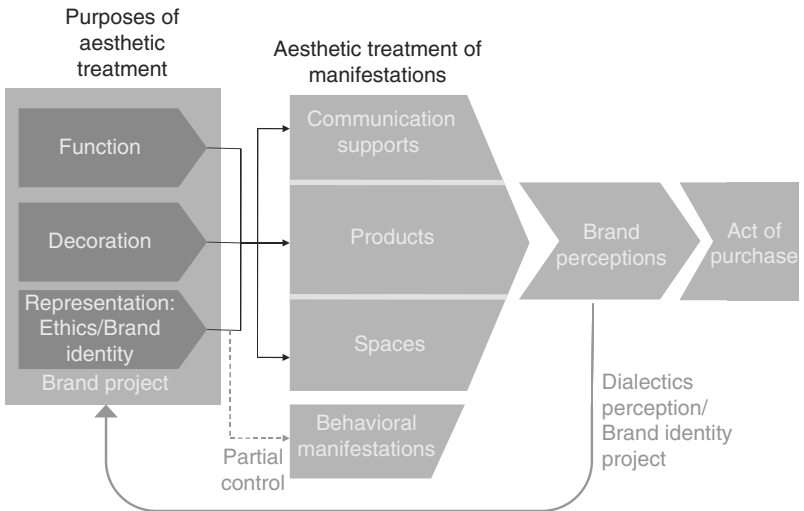 Purposes of
aesthetic
treatment
Function
Decoration
Representation:
Ethics/Brand
identity
Brand project
Aesthetic treatment of
manifestations
Communication
supports
Products
Spaces
Behavioral
manifestations
Partial
control
Brand
perceptions
Act of
purchase
Dialectics
perception/
Brand identity
project